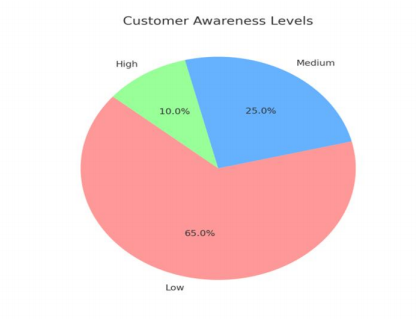 Customer Awareness Levels
High
Medium
10.0%
25.0%
65.0%
Low